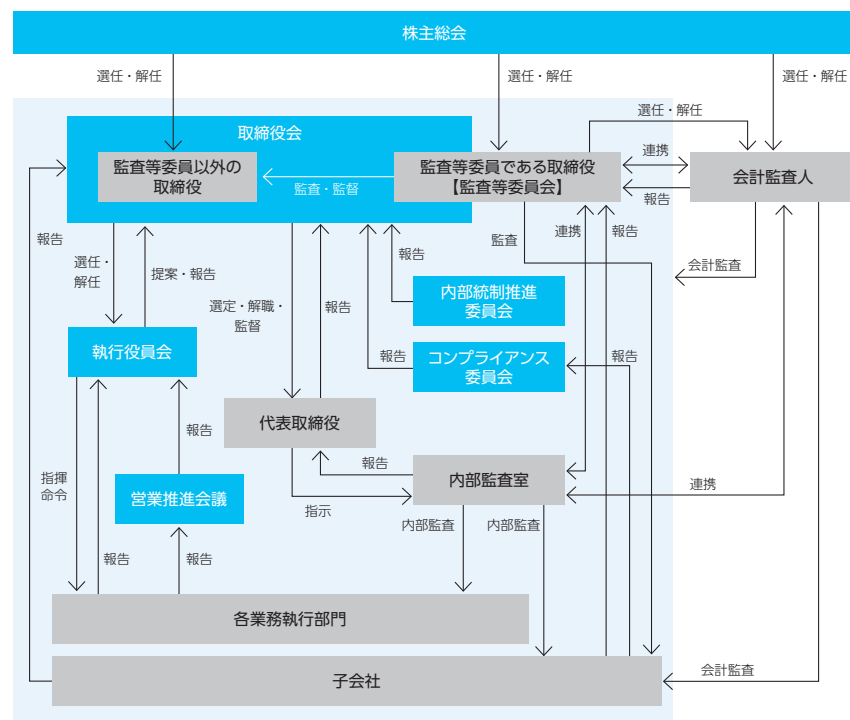 株主総会
選任・解任
選任・解任
選任・解任
選任・解任
取締役会
監査等委員以外の
取締役
監査・監督
監査等委員である取締役
【監査等委員会】
連携
報告
会計監査人
報告
選任・
解任
提案・報告
選定・解職・
監督
報告
報告
監査
連携
報告
会計監査
内部統制推進
委員会
執行役員会
報告
コンプライアンス
委員会
報告
代表取締役
報告
報告
内部監査室
指揮
命令
営業推進会議
指示
連携
内部監査
内部監査
報告
報告
各業務執行部門
子会社
会計監査